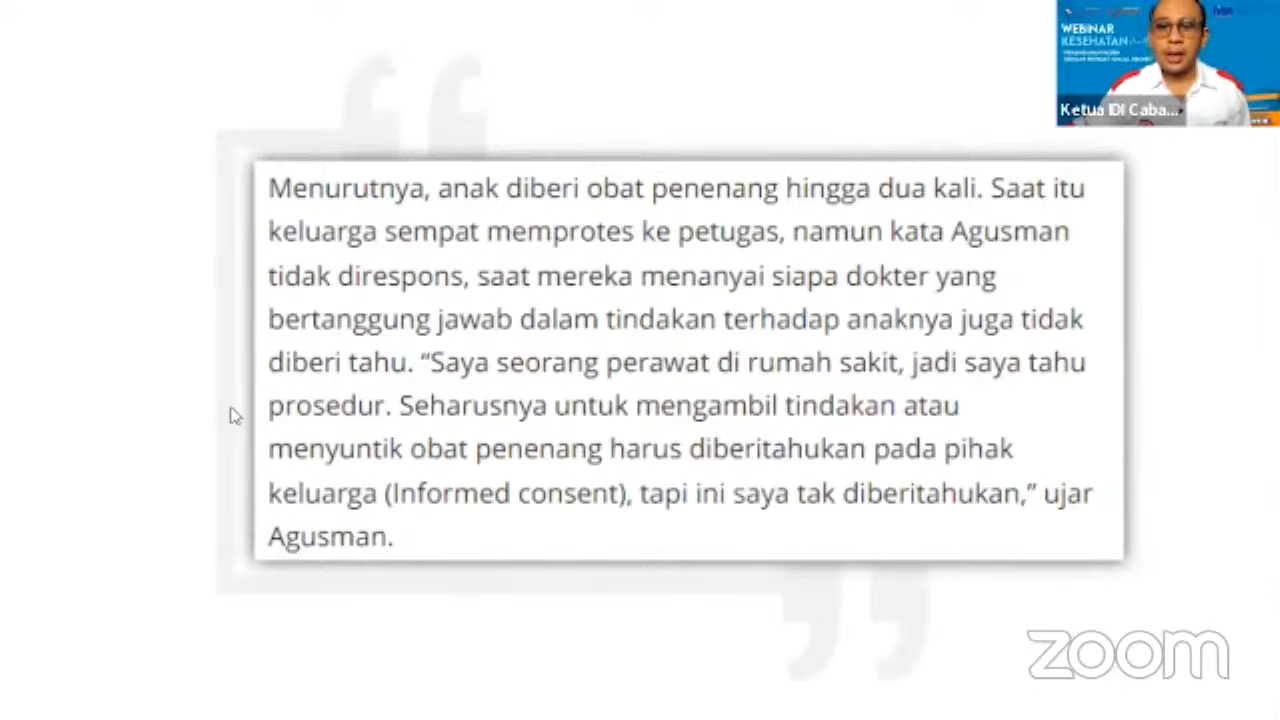 WEBINAR
KESEHATAN
Ketua IDI Caba...
Menurutnya, anak diberi obat penenang hingga dua kali. Saat itu
keluarga sempat memprotes ke petugas, namun kata Agusman
tidak direspons, saat mereka menanyai siapa dokter yang
bertanggung jawab dalam tindakan terhadap anaknya juga tidak
diberi tahu. “Saya seorang perawat di rumah sakit, jadi saya tahu
prosedur. Seharusnya untuk mengambil tindakan atau
menyuntik obat penenang harus diberitahukan pada pihak
keluarga (Informed consent), tapi ini saya tak diberitahukan,” ujar
Agusman.
zoom